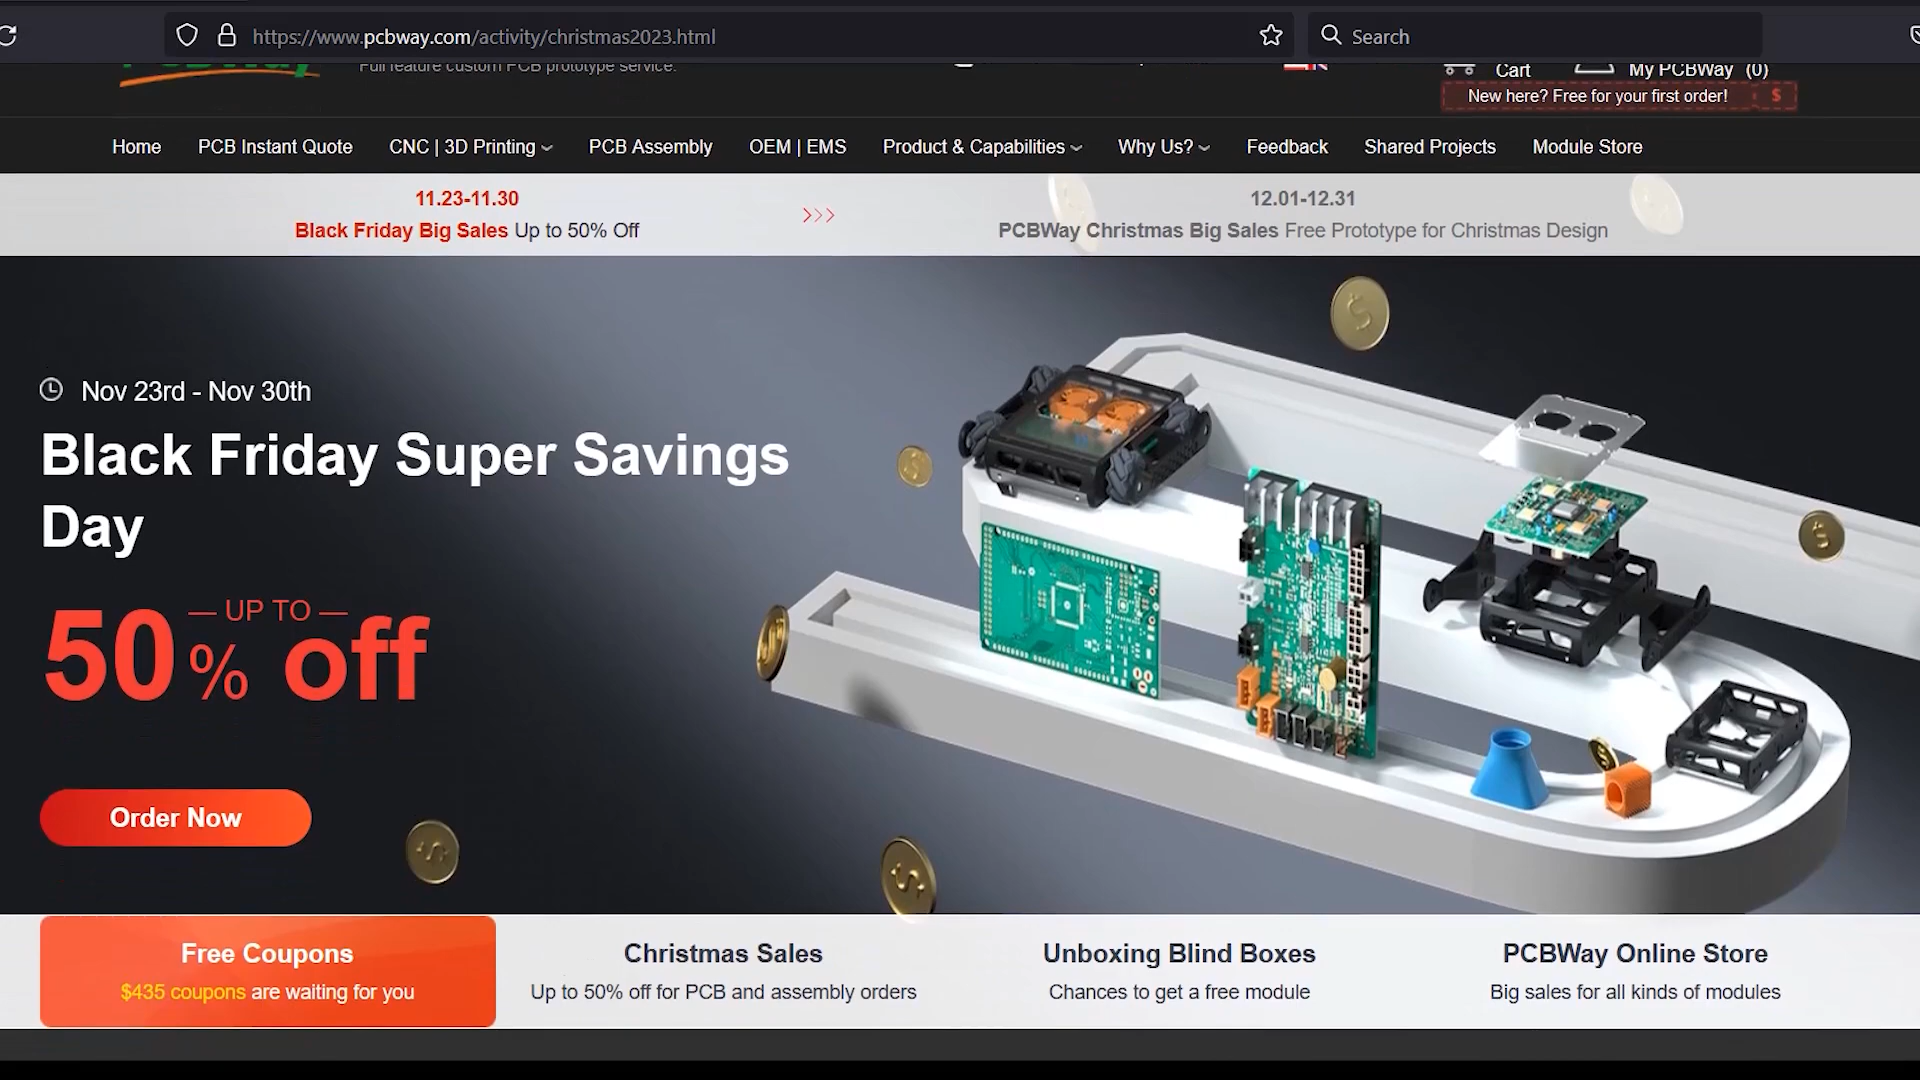 https://www.pcbway.com/activity/christmas2023.html
Search
Full feature custom PCB prototype service.
Cart
My PCBWay (0)
New here? Free for your first order! $
Home
PCB Instant Quote
CNC | 3D Printing
PCB Assembly
OEM | EMS
Product & Capabilities
Why Us?
Feedback
Shared Projects
Module Store
11.23-11.30
Black Friday Big Sales Up to 50% Off
12.01-12.31
PCBWay Christmas Big Sales Free Prototype for Christmas Design
Nov 23rd - Nov 30th
Black Friday Super Savings
Day
— UP TO —
50% off
Order Now
Free Coupons
$435 coupons are waiting for you
Christmas Sales
Up to 50% off for PCB and assembly orders
Unboxing Blind Boxes
Chances to get a free module
PCBWay Online Store
Big sales for all kinds of modules